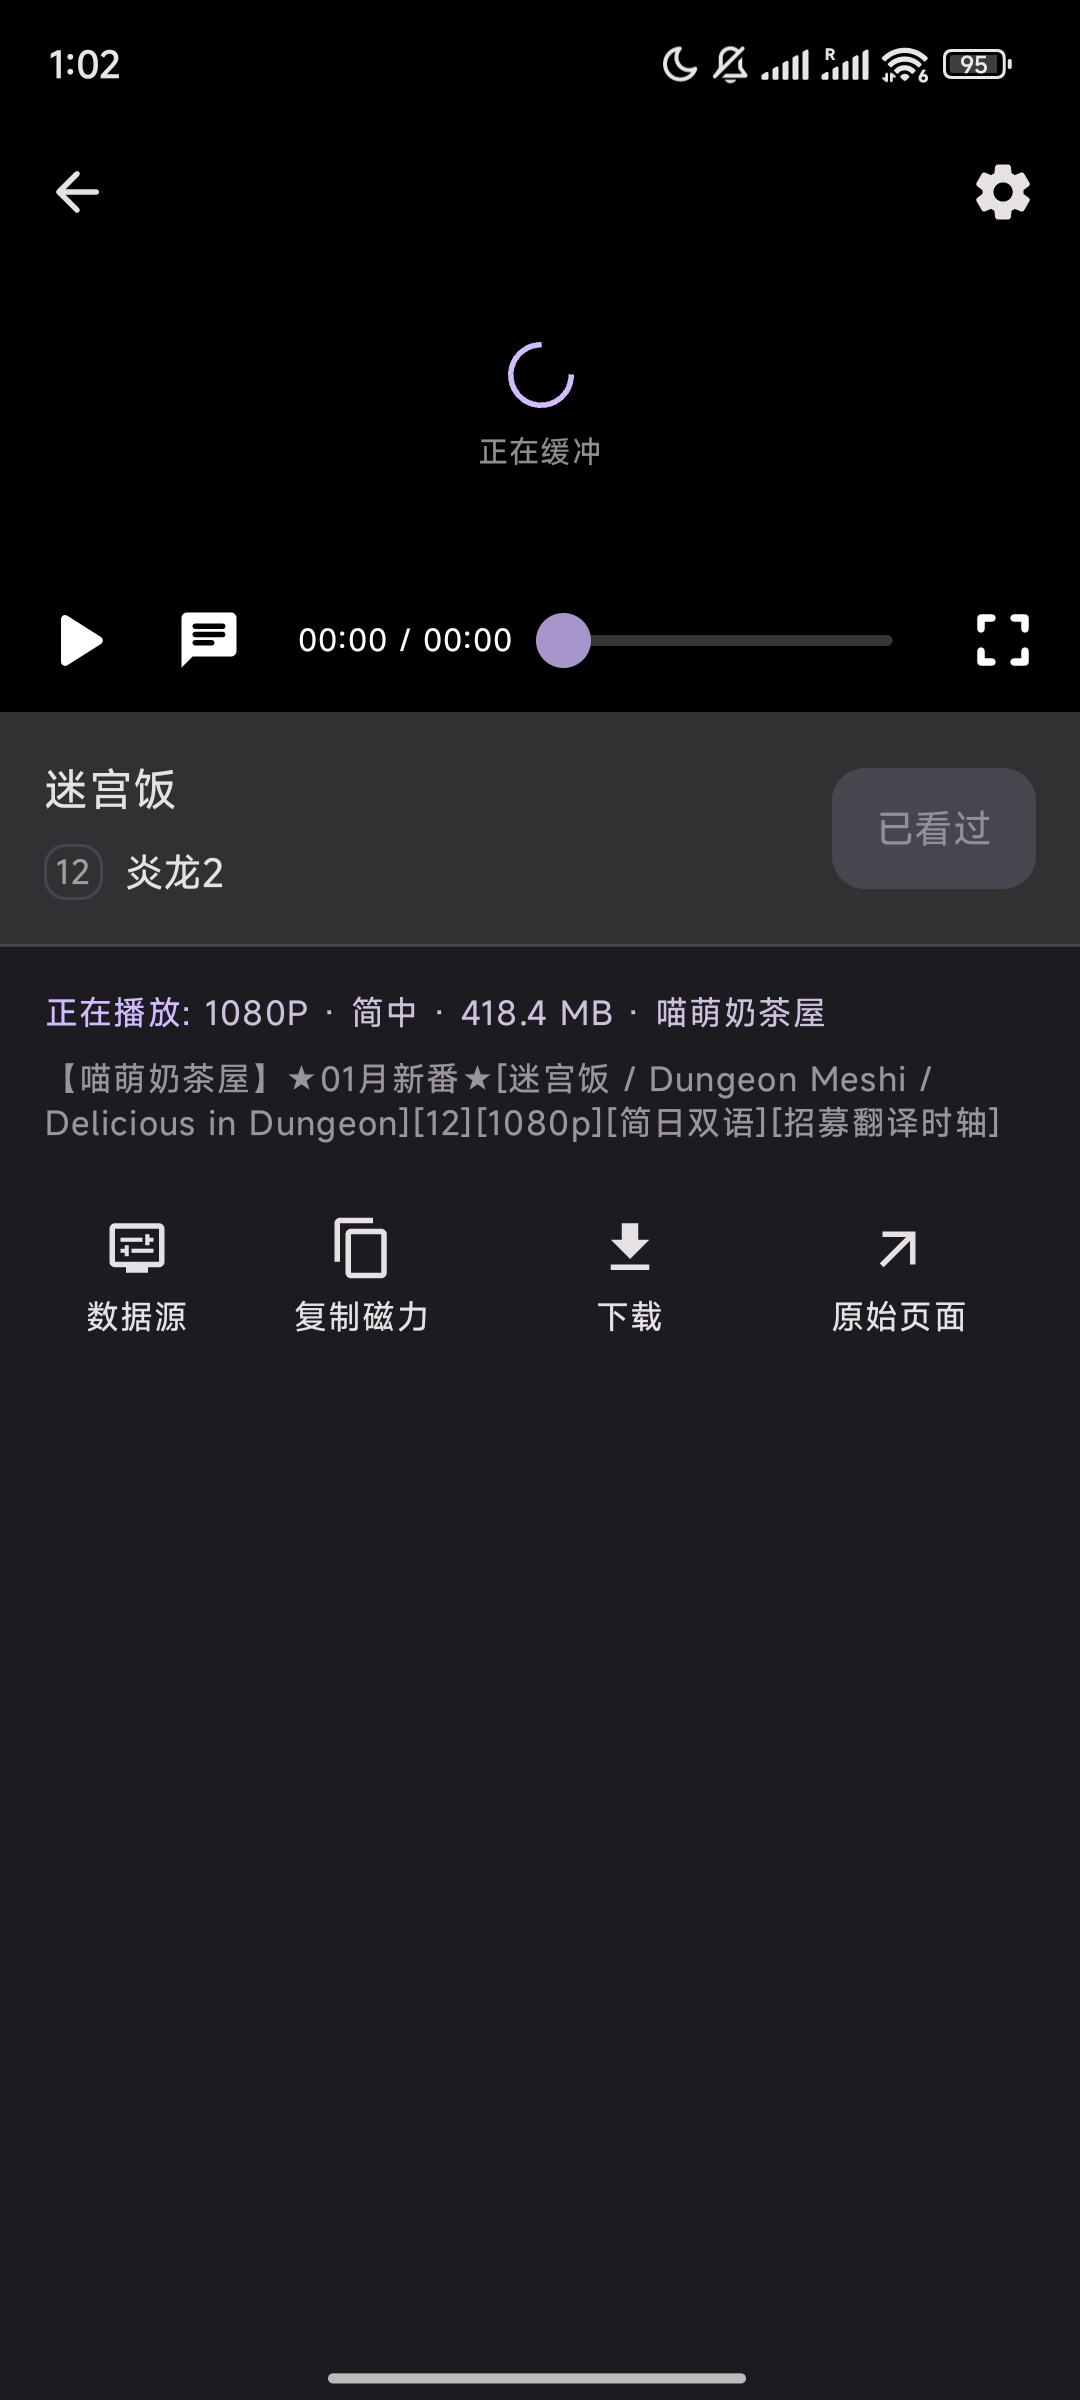 1:02
R
6
95
正在缓冲
00:00 / 00:00
迷宫饭
已看过
12 炎龙2
正在播放: 1080P · 简中 · 418.4 MB · 喵萌奶茶屋
【喵萌奶茶屋】★01月新番★[迷宫饭 / Dungeon Meshi /
Delicious in Dungeon][12][1080p][简日双语][招募翻译时轴]
数据源
复制磁力
下载
原始页面